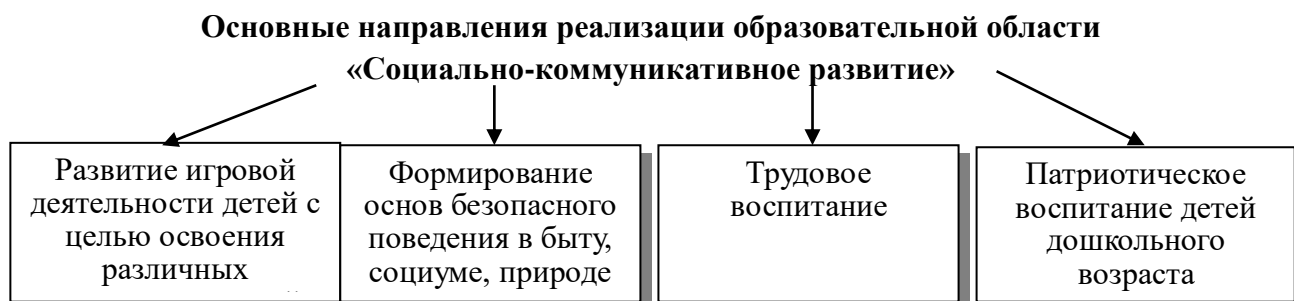 Основные направления реализации образовательной области
«Социально-коммуникативное развитие»
Развитие игровой
деятельности детей с
целью освоения
различных
Формирование
основ безопасного
поведения в быту,
социуме, природе
Трудовое
воспитание
Патриотическое
воспитание детей
дошкольного
возраста